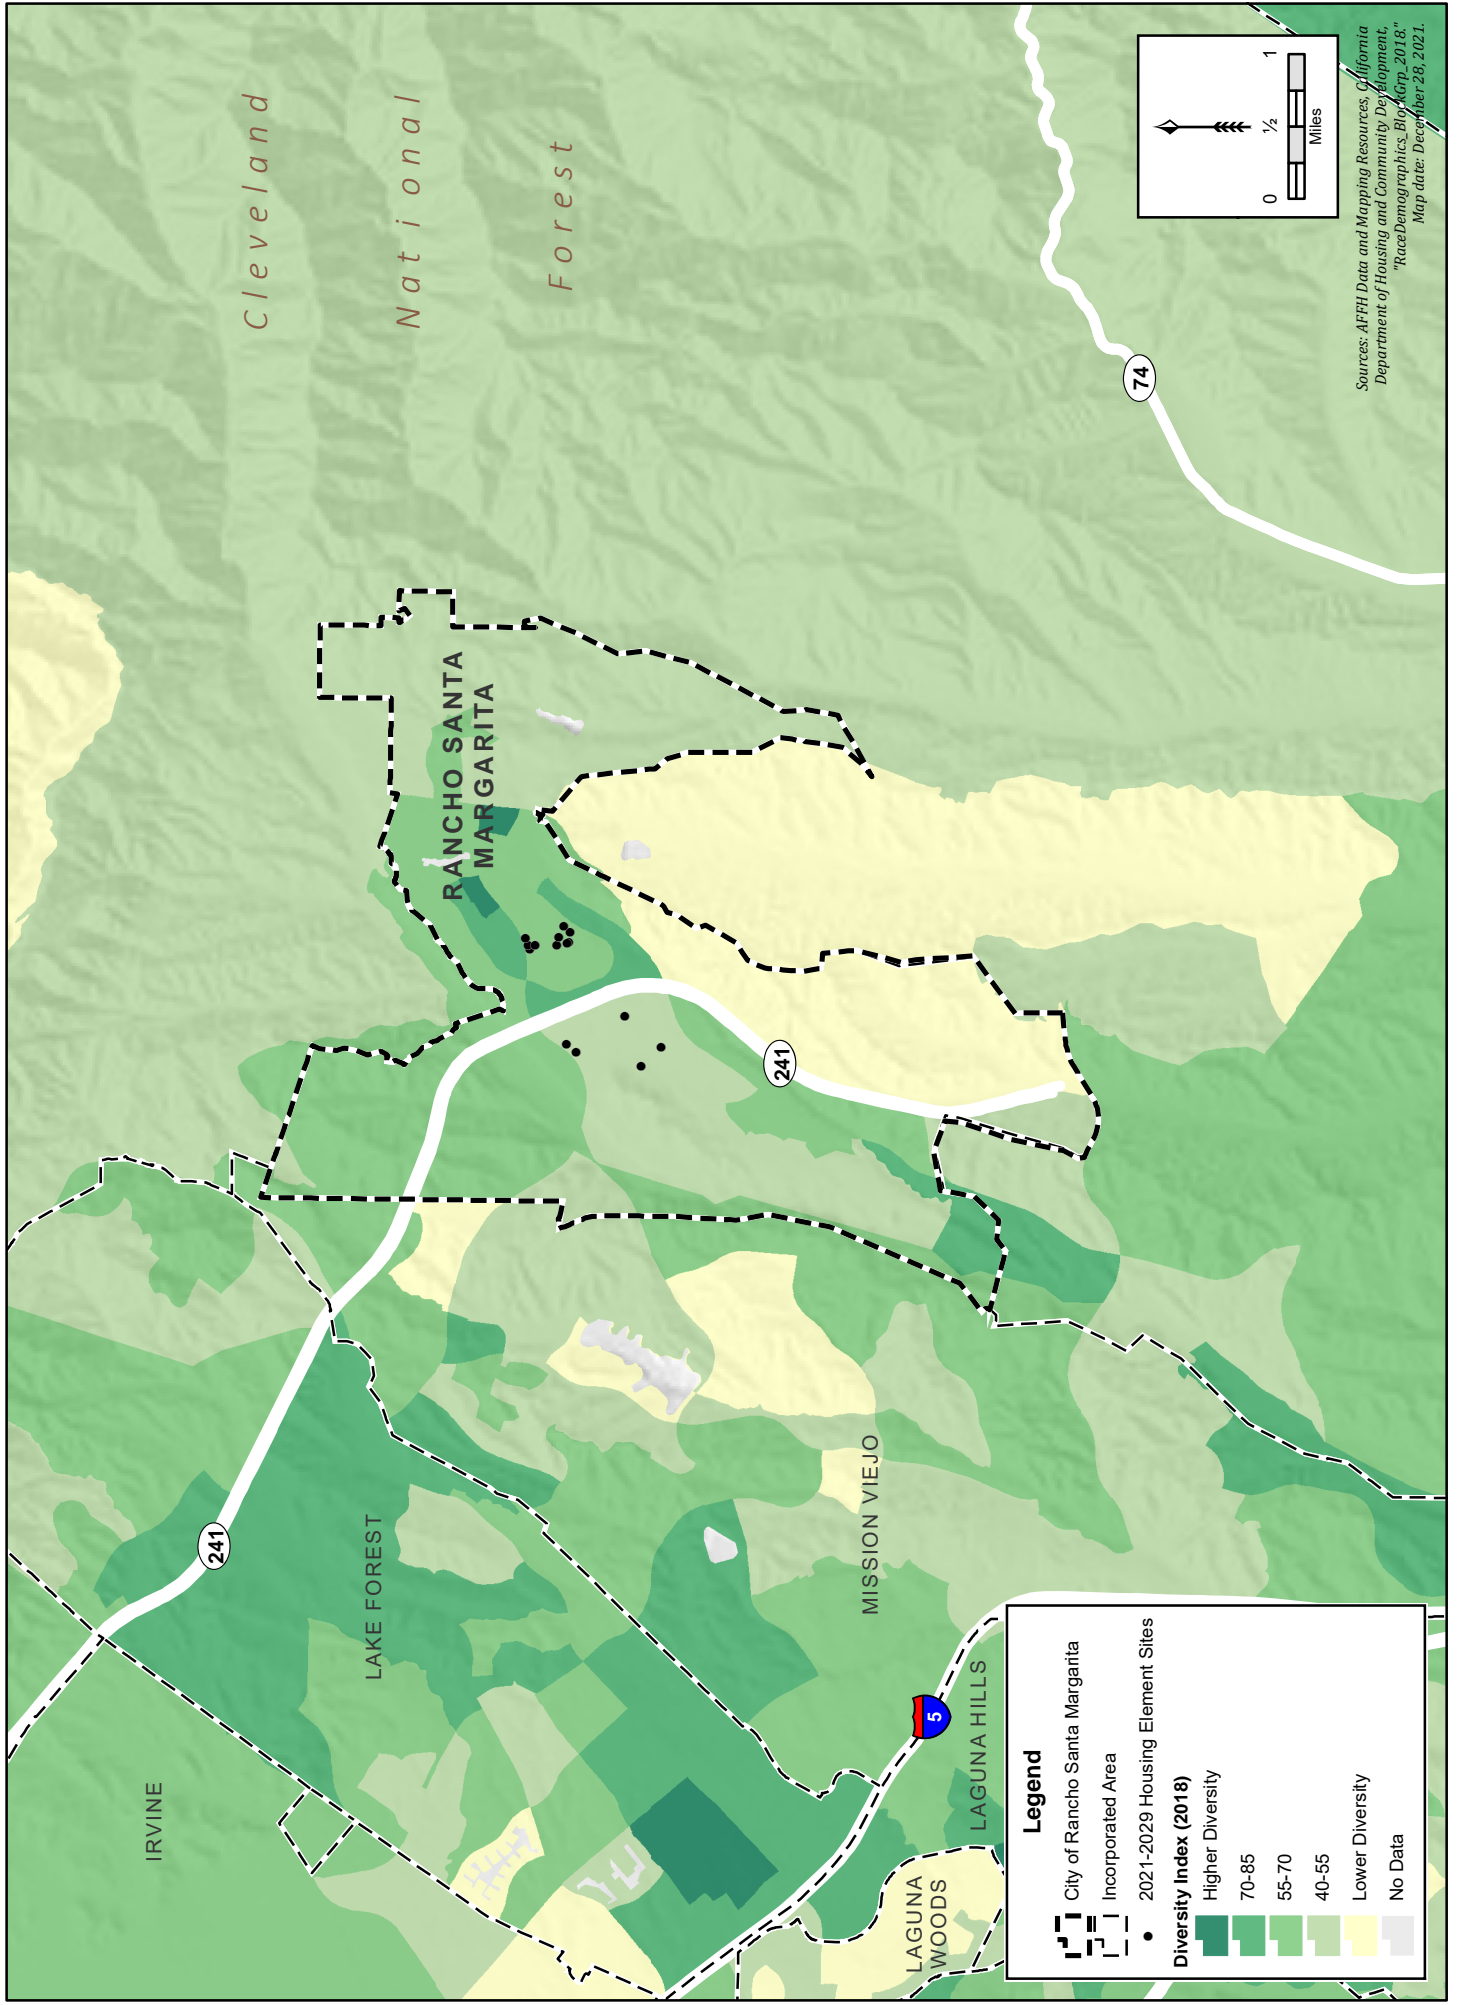 Cleveland
National
Forest
RANCHO SANTA
MARGARITA
241
241
74
5
IRVINE
LAKE FOREST
MISSION VIEJO
LAGUNA HILLS
LAGUNA
WOODS
Legend
City of Rancho Santa Margarita
Incorporated Area
2021-2029 Housing Element Sites
Diversity Index (2018)
Higher Diversity
70-85
55-70
40-55
Lower Diversity
No Data
0 ½ 1
Miles
Sources: AFFH Data and Mapping Resources, California
Department of Housing and Community Development,
"RaceDemographics_BlockGrp_2018."
Map date: December 28, 2021.